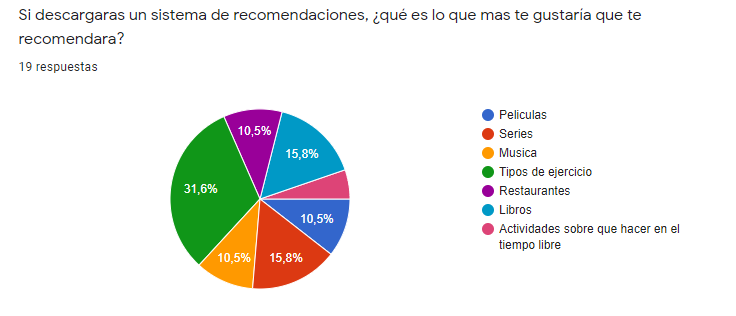 Si descargaras un sistema de recomendaciones, ¿qué es lo que mas te gustaría que te
recomendara?
19 respuestas
10,5%
15,8%
31,6%
10,5%
10,5%
15,8%
Peliculas
Series
Musica
Tipos de ejercicio
Restaurantes
Libros
Actividades sobre que hacer en el
tiempo libre